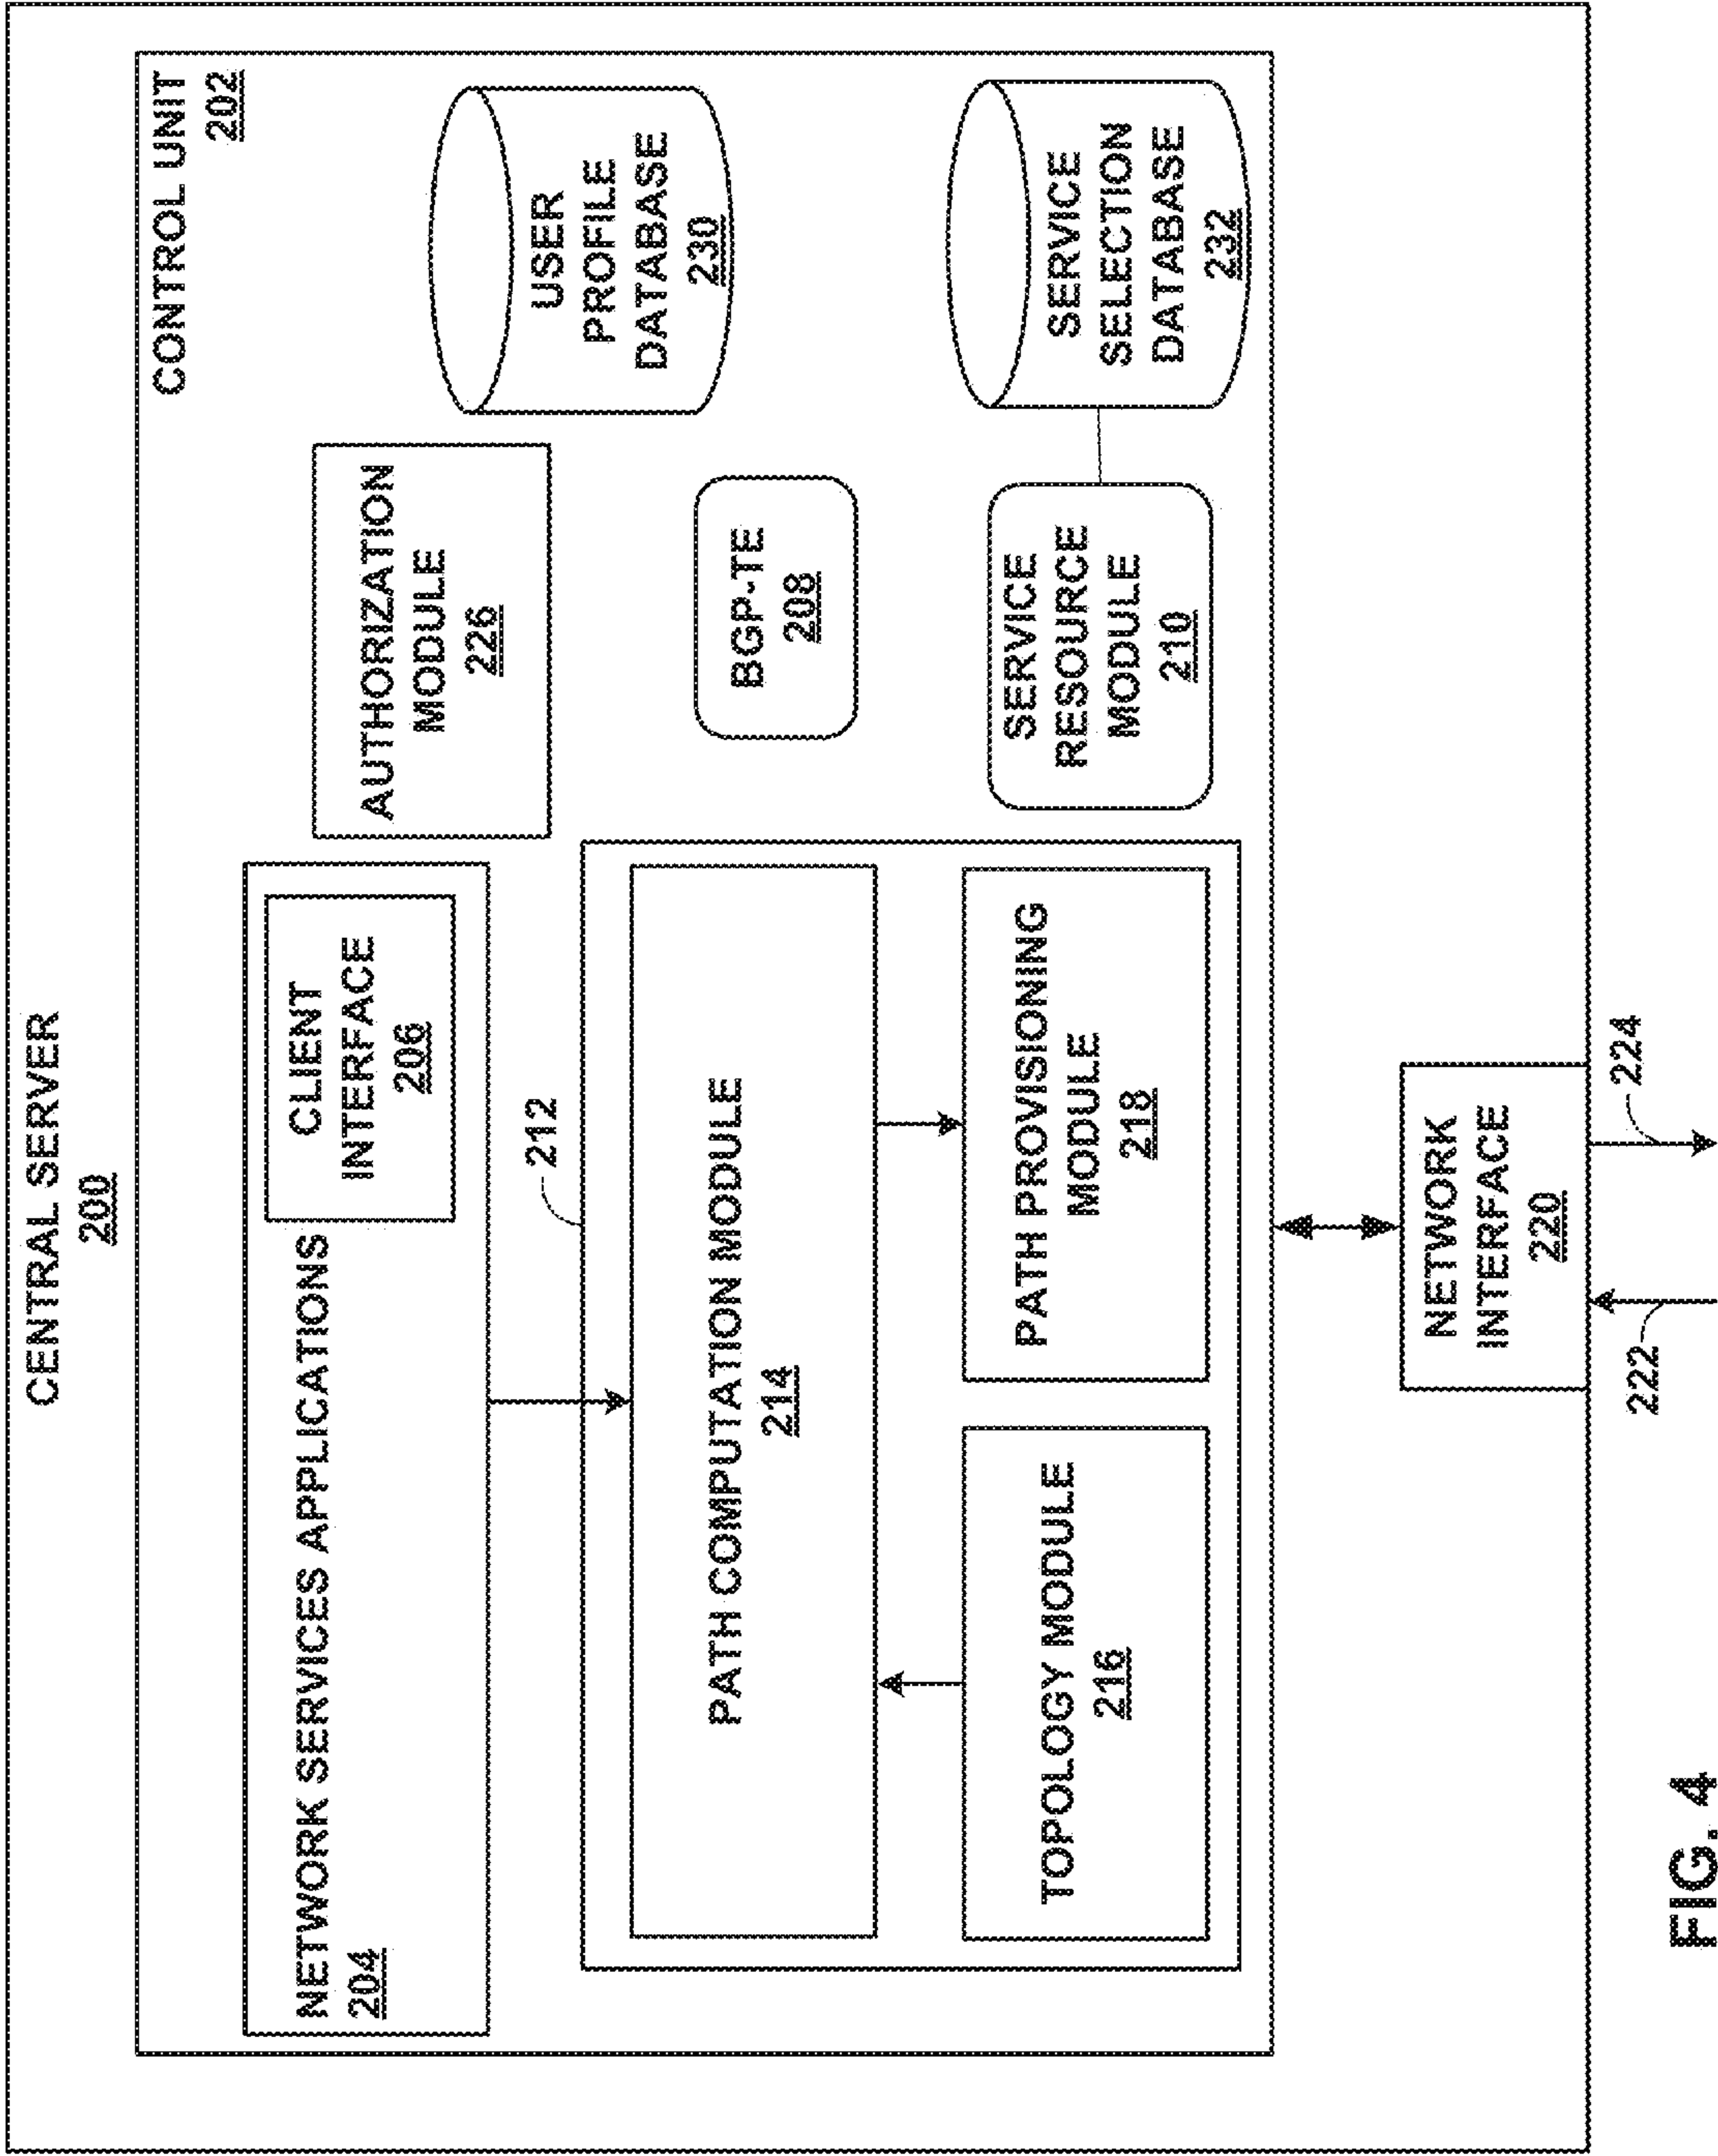 CENTRAL SERVER
200
CONTROL UNIT
202
NETWORK SERVICES APPLICATIONS
204
CLIENT
INTERFACE
206
AUTHORIZATION
MODULE
226
USER
PROFILE
DATABASE
230
212
PATH COMPUTATION MODULE
214
BGP-TE
208
TOPOLOGY MODULE
216
PATH PROVISIONING
MODULE
218
SERVICE
RESOURCE
MODULE
210
SERVICE
SELECTION
DATABASE
232
NETWORK
INTERFACE
220
222
224
FIG. 4